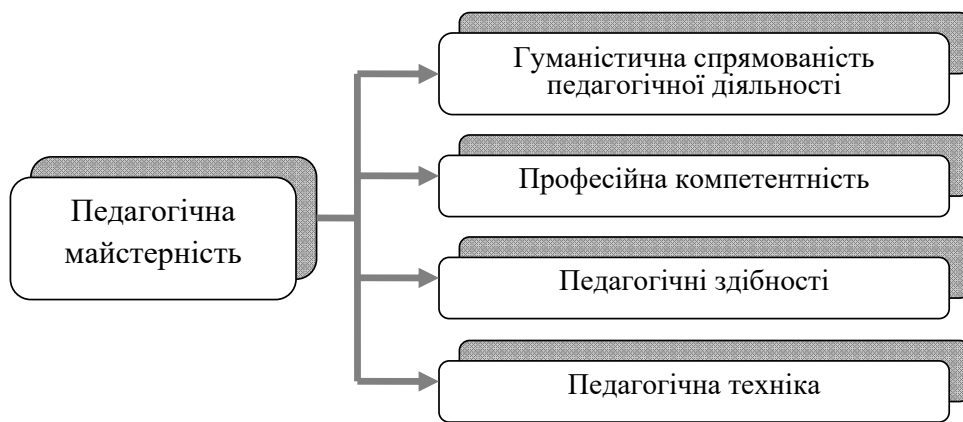 Гуманістична спрямованість
педагогічної діяльності
Професійна компетентність
Педагогічна
майстерність
Педагогічні здібності
Педагогічна техніка